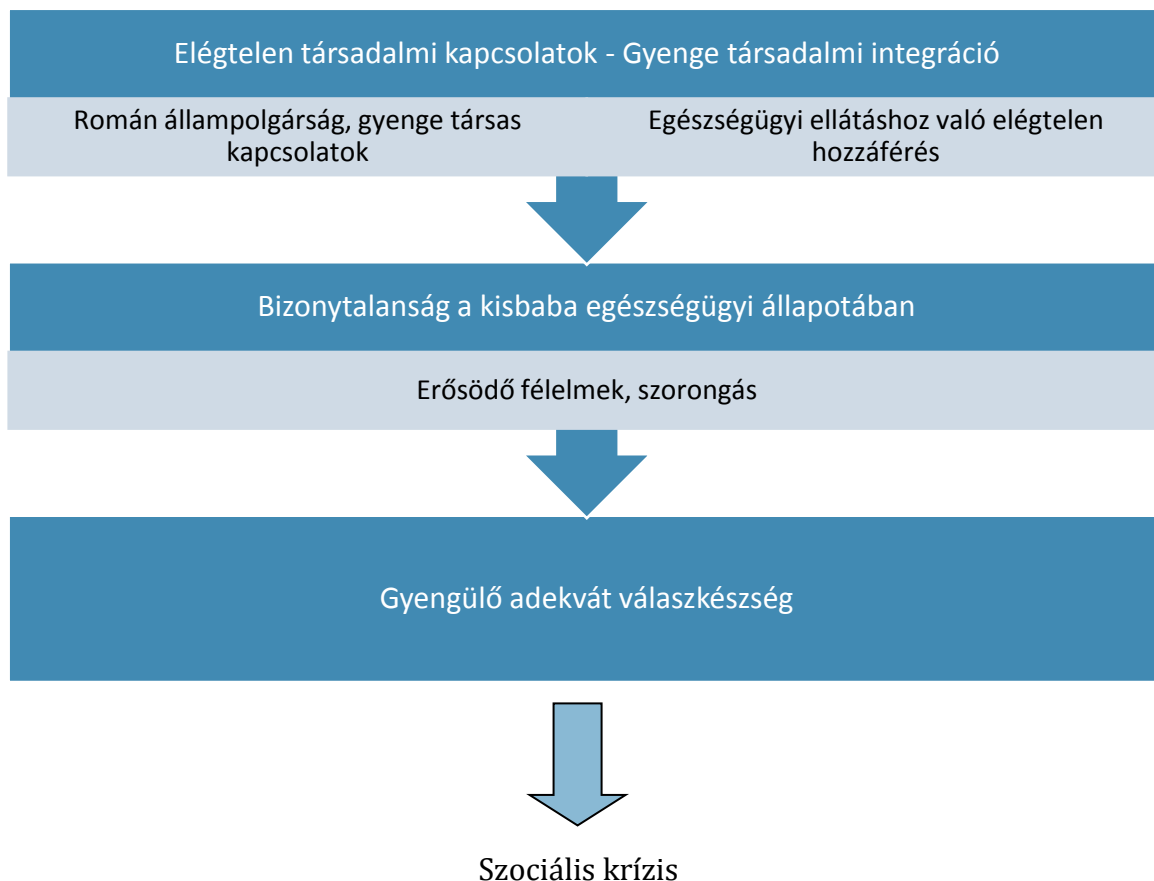 Elégtelen társadalmi kapcsolatok - Gyenge társadalmi integráció
Román állampolgárság, gyenge társas
kapcsolatok
Egészségügyi ellátáshoz való elégtelen
hozzáférés
Bizonytalanság a kisbaba egészségügyi állapotában
Erősödő félelmek, szorongás
Gyengülő adekvát válaszkészség
Szociális krízis